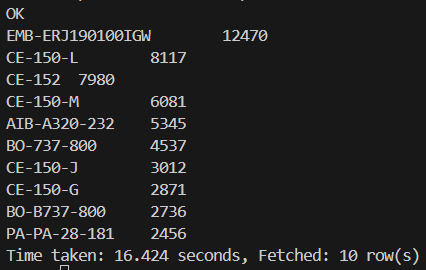 OK
EMB-ERJ190100IGW 12470
CE-150-L 8117
CE-152 7980
CE-150-M 6081
AIB-A320-232 5345
BO-737-800 4537
CE-150-J 3012
CE-150-G 2871
BO-B737-800 2736
PA-PA-28-181 2456
Time taken: 16.424 seconds, Fetched: 10 row(s)